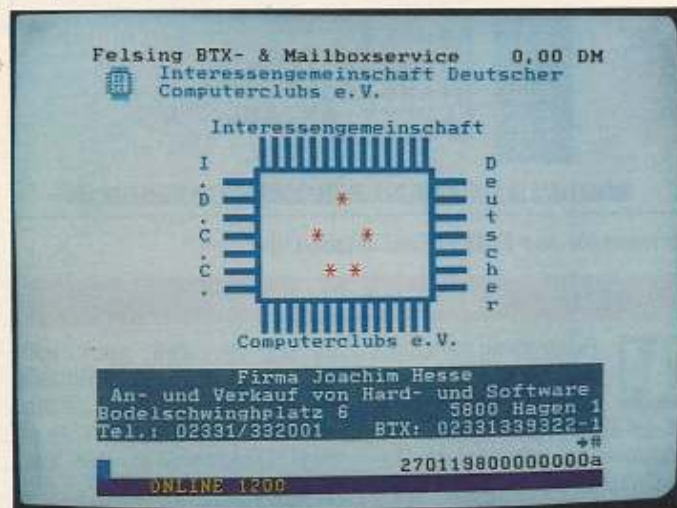 Felsing BTX- & Mailboxservice 0,00 DM
Interessengemeinschaft Deutscher
Computerclubs e.V.
Interessengemeinschaft
I.D.C.C.
Deutscher
Computerclubs e.V.
Firma Joachim Hesse
An- und Verkauf von Hard- und Software
Bodelschwinghplatz 6 5800 Hagen 1
Tel.: 02331/332001 BTX: 02331339322-1
➜#
270119800000000a
ONLINE 1200